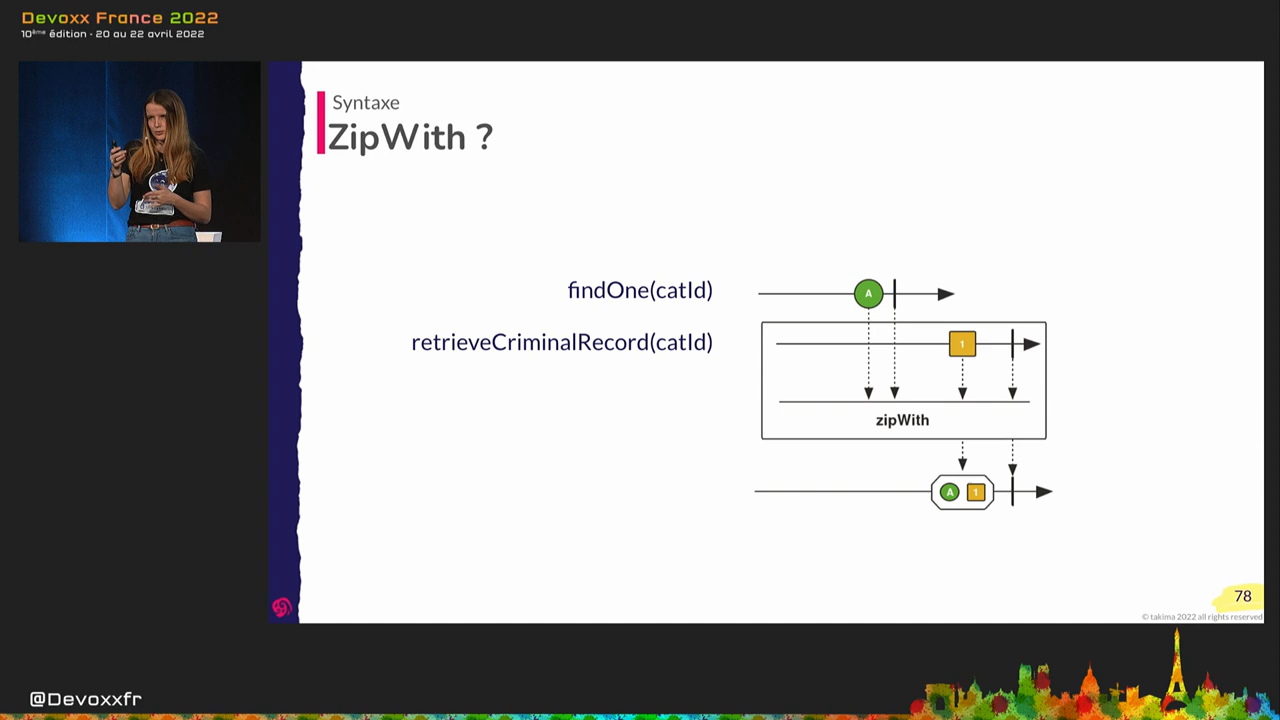 Devoxx France 2022
10ème édition - 20 au 22 avril 2022
Syntaxe
ZipWith ?
findOne(catId)
A
retrieveCriminalRecord(catId)
1
zipWith
A 1
78
© takima 2022 all rights reserved
@Devoxxfr